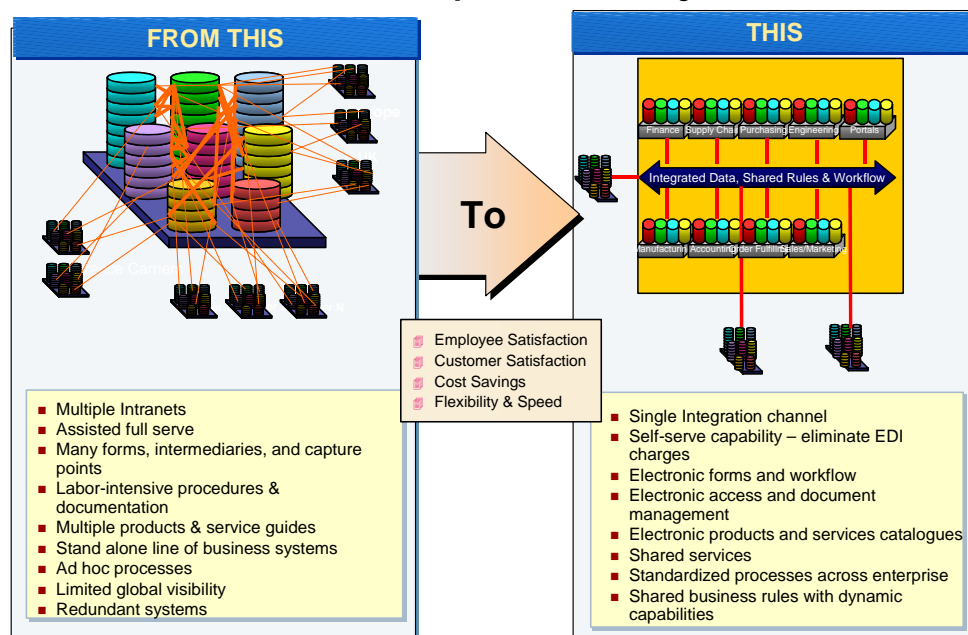 FROM THIS
THIS
Finance
Supply Chain
Purchasing
Engineering
Portals
Integrated Data, Shared Rules & Workflow
Accounting
Sales/Marketing
To
Employee Satisfaction
Customer Satisfaction
Cost Savings
Flexibility & Speed
Multiple Intranets
Assisted full serve
Many forms, intermediaries, and capture
points
Labor-intensive procedures &
documentation
Multiple products & service guides
Stand alone line of business systems
Ad hoc processes
Limited global visibility
Redundant systems
Single Integration channel
Self-serve capability – eliminate EDI
charges
Electronic forms and workflow
Electronic access and document
management
Electronic products and services catalogues
Shared services
Standardized processes across enterprise
Shared business rules with dynamic
capabilities